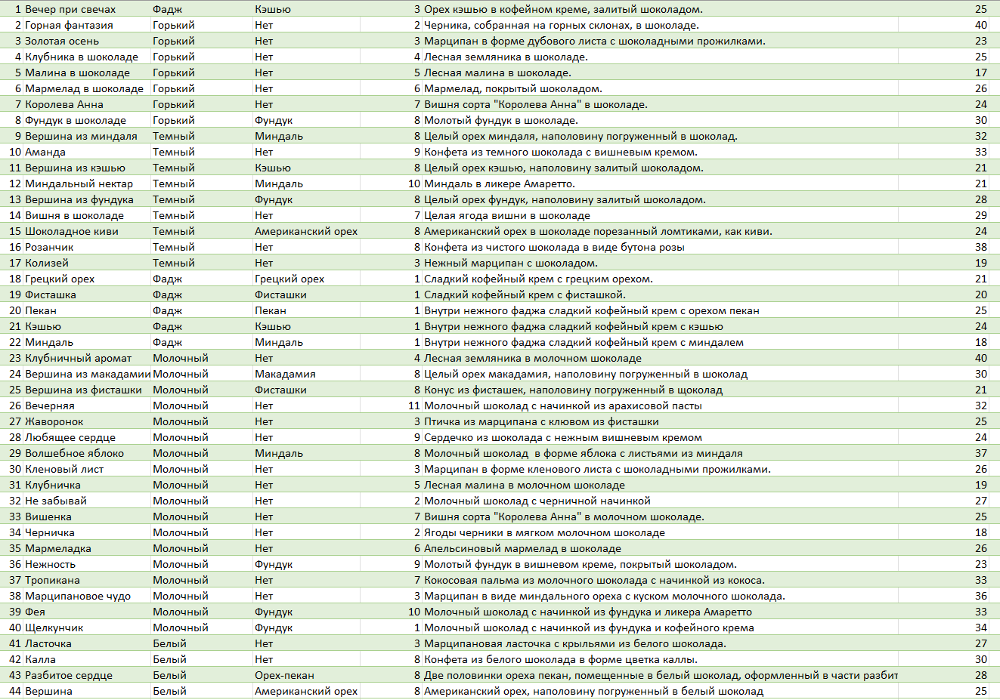 1 Вечер при свечах Фадж Кэшью 3 Орех кэшью в кофейном креме, залитый шоколадом. 25
2 Горная фантазия Горький Нет 2 Черника, собранная на горных склонах, в шоколаде. 40
3 Золотая осень Горький Нет 3 Марципан в форме дубового листа с шоколадными прожилками. 23
4 Клубника в шоколаде Горький Нет 4 Лесная земляника в шоколаде. 25
5 Малина в шоколаде Горький Нет 5 Лесная малина в шоколаде. 17
6 Мармелад в шоколаде Горький Нет 6 Мармелад, покрытый шоколадом. 26
7 Королева Анна Горький Нет 7 Вишня сорта "Королева Анна" в шоколаде. 24
8 Фундук в шоколаде Горький Фундук 8 Молотый фундук в шоколаде. 30
9 Вершина из миндаля Темный Миндаль 8 Целый орех миндаля, наполовину погруженный в шоколад. 32
10 Аманда Темный Нет 9 Конфета из темного шоколада с вишневым кремом. 33
11 Вершина из кэшью Темный Кэшью 8 Целый орех кэшью, наполовину залитый шоколадом. 21
12 Миндальный нектар Темный Миндаль 10 Миндаль в ликере Амаретто. 21
13 Вершина из фундука Темный Фундук 8 Целый орех фундук, наполовину залитый шоколадом. 28
14 Вишня в шоколаде Темный Нет 7 Целая ягода вишни в шоколаде 29
15 Шоколадное киви Темный Американский орех 8 Американский орех в шоколаде порезанный ломтиками, как киви. 24
16 Розанчик Темный Нет 8 Конфета из чистого шоколада в виде бутона розы 38
17 Колизей Темный Нет 3 Нежный марципан с шоколадом. 19
18 Грецкий орех Фадж Грецкий орех 1 Сладкий кофейный крем с грецким орехом. 21
19 Фисташка Фадж Фисташки 1 Сладкий кофейный крем с фисташкой. 20
20 Пекан Фадж Пекан 1 Внутри нежного фаджа сладкий кофейный крем с орехом пекан 25
21 Кэшью Фадж Кэшью 1 Внутри нежного фаджа сладкий кофейный крем с кэшью 24
22 Миндаль Фадж Миндаль 1 Внутри нежного фаджа сладкий кофейный крем с миндалем 18
23 Клубничный аромат Молочный Нет 4 Лесная земляника в молочном шоколаде 40
24 Вершина из макадамии Молочный Макадамия 8 Целый орех макадамия, наполовину погруженный в шоколад 30
25 Вершина из фисташки Молочный Фисташки 8 Конус из фисташек, наполовину погруженный в щоколад 21
26 Вечерняя Молочный Нет 11 Молочный шоколад с начинкой из арахисовой пасты 32
27 Жаворонок Молочный Нет 3 Птичка из марципана с клювом из фисташки 25
28 Любящее сердце Молочный Нет 9 Сердечко из шоколада с нежным вишневым кремом 24
29 Волшебное яблоко Молочный Миндаль 8 Молочный шоколад  в форме яблока с листьями из миндаля 37
30 Кленовый лист Молочный Нет 3 Марципан в форме кленового листа с шоколадными прожилками. 26
31 Клубничка Молочный Нет 5 Лесная малина в молочном шоколаде 19
32 Не забывай Молочный Нет 2 Молочный шоколад с черничной начинкой 27
33 Вишенка Молочный Нет 7 Вишня сорта "Королева Анна" в молочном шоколаде. 25
34 Черничка Молочный Нет 2 Ягоды черники в мягком молочном шоколаде 18
35 Мармеладка Молочный Нет 6 Апельсиновый мармелад в шоколаде 26
36 Нежность Молочный Фундук 9 Молотый фундук в вишневом креме, покрытый шоколадом. 23
37 Тропикана Молочный Нет 7 Кокосовая пальма из молочного шоколада с начинкой из кокоса. 33
38 Марципановое чудо Молочный Нет 3 Марципан в виде миндального ореха с куском молочного шоколада. 36
39 Фея Молочный Фундук 10 Молочный шоколад с начинкой из фундука и ликера Амаретто 33
40 Щелкунчик Молочный Фундук 1 Молочный шоколад с начинкой из фундука и кофейного крема 34
41 Ласточка Белый Нет 3 Марципановая ласточка с крыльями из белого шоколада. 27
42 Калла Белый Нет 8 Конфета из белого шоколада в форме цветка каллы. 30
43 Разбитое сердце Белый Орех-пекан 8 Две половинки ореха пекан, помещенные в белый шоколад, оформленный в части разбит 28
44 Вершина Белый Американский орех 8 Американский орех, наполовину погруженный в белый шоколад 25